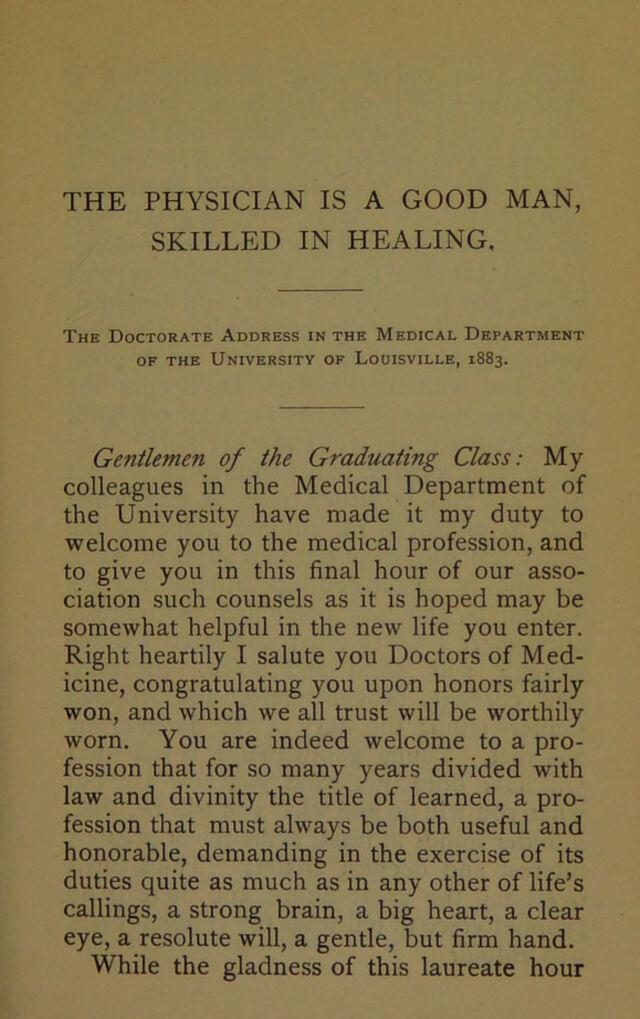 THE PHYSICIAN IS A GOOD MAN,
SKILLED IN HEALING.
The Doctorate Address in the Medical Department
of the University of Louisville, 1883.
Gentlemen of the Graduating Class: My
colleagues in the Medical Department of
the University have made it my duty to
welcome you to the medical profession, and
to give you in this final hour of our asso-
ciation such counsels as it is hoped may be
somewhat helpful in the new life you enter.
Right heartily I salute you Doctors of Med-
icine, congratulating you upon honors fairly
won, and which we all trust will be worthily
worn. You are indeed welcome to a pro-
fession that for so many years divided with
law and divinity the title of learned, a pro-
fession that must always be both useful and
honorable, demanding in the exercise of its
duties quite as much as in any other of life's
callings, a strong brain, a big heart, a clear
eye, a resolute will, a gentle, but firm hand.
While the gladness of this laureate hour